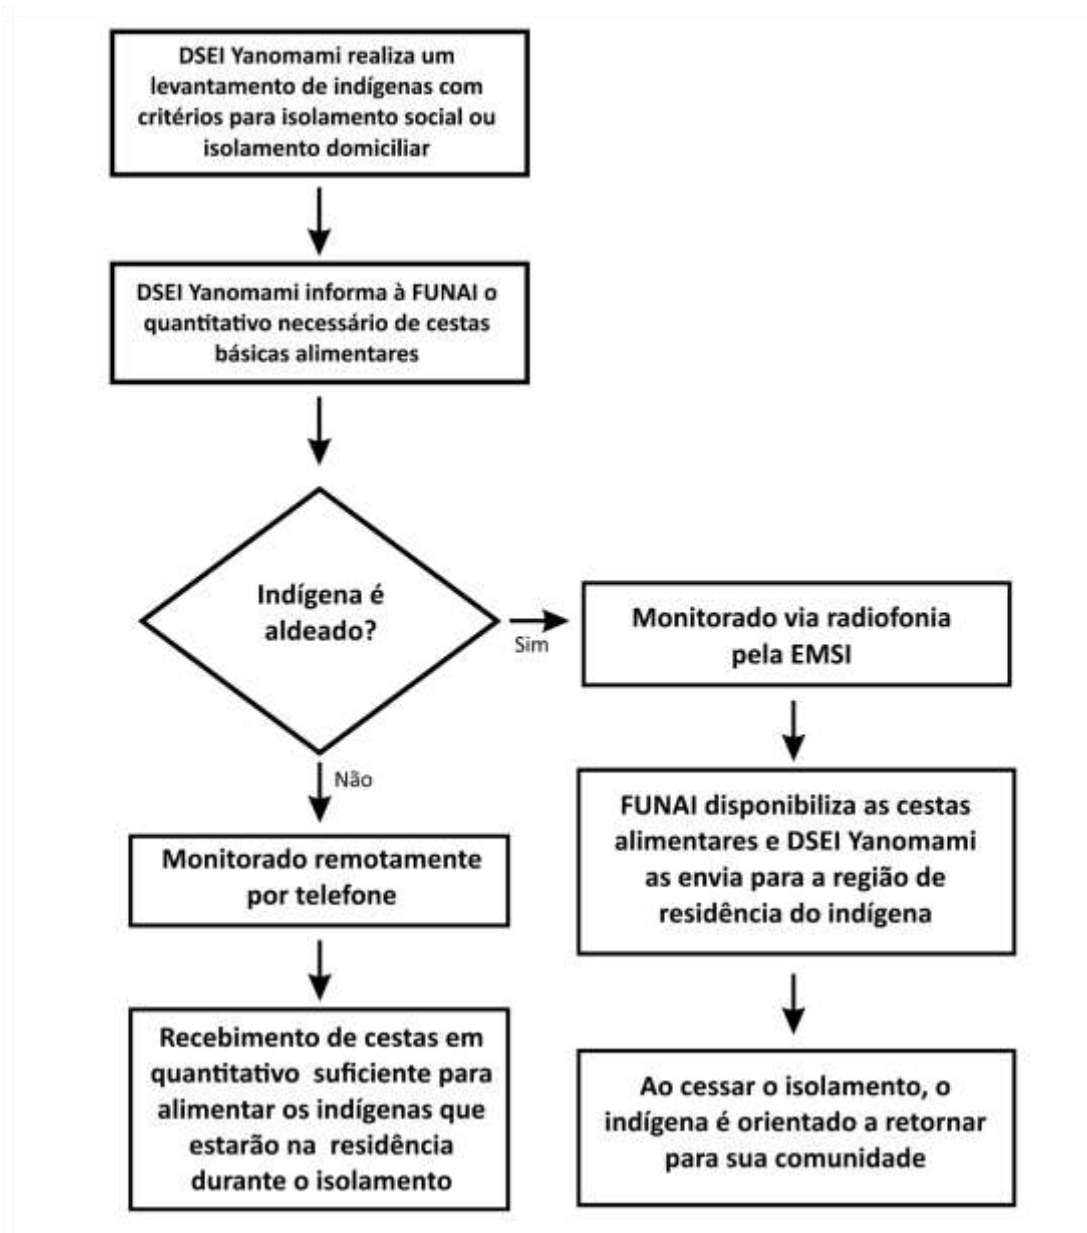 DSEI Yanomami realiza um
levantamento de indígenas com
critérios para isolamento social ou
isolamento domiciliar
DSEI Yanomami informa à FUNAI o
quantitativo necessário de cestas
básicas alimentares
Indígena é
aldeado?
Sim
Monitorado via radiofonia
pela EMSI
FUNAI disponibiliza as cestas
alimentares e DSEI Yanomami
as envia para a região de
residência do indígena
Ao cessar o isolamento, o
indígena é orientado a retornar
para sua comunidade
Não
Monitorado remotamente
por telefone
Recebimento de cestas em
quantitativo suficiente para
alimentar os indígenas que
estarão na residência
durante o isolamento